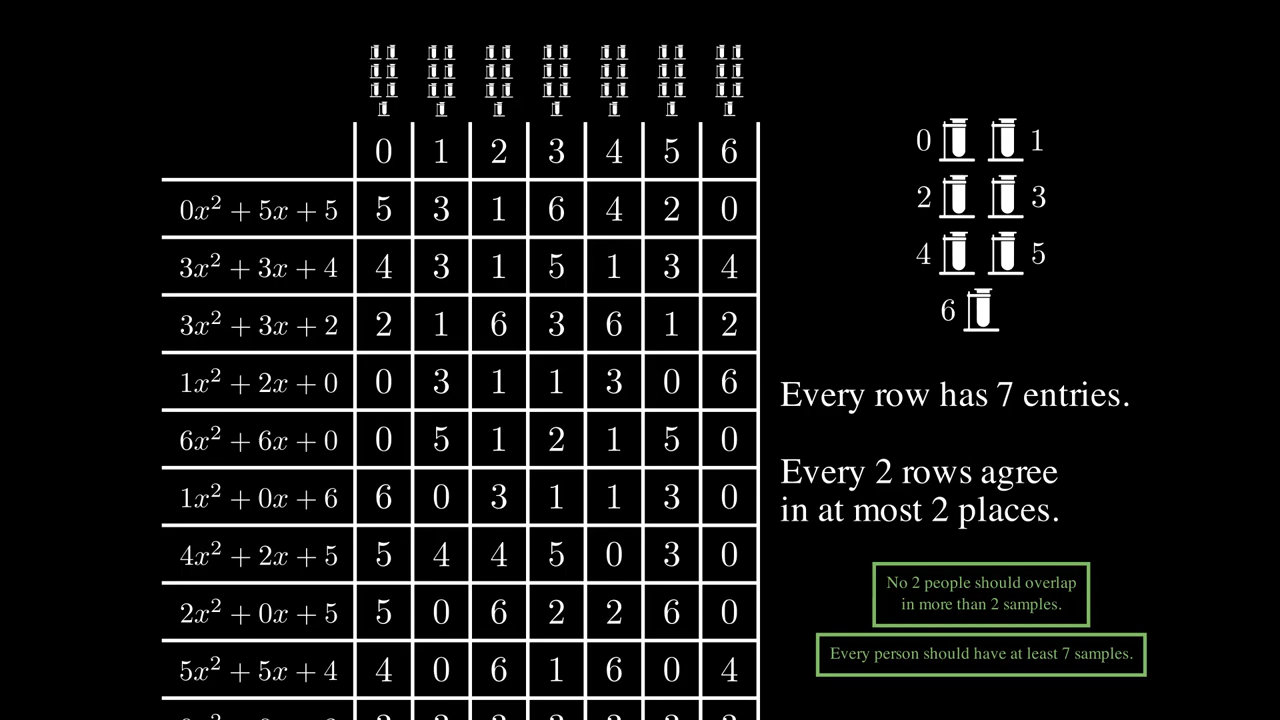 0 1 2 3 4 5 6
0x² + 5x + 5 5 3 1 6 4 2 0
3x² + 3x + 4 4 3 1 5 1 3 4
3x² + 3x + 2 2 1 6 3 6 1 2
1x² + 2x + 0 0 3 1 1 3 0 6
6x² + 6x + 0 0 5 1 2 1 5 0
1x² + 0x + 6 6 0 3 1 1 3 0
4x² + 2x + 5 5 4 4 5 0 3 0
2x² + 0x + 5 5 0 6 2 2 6 0
5x² + 5x + 4 4 0 6 1 6 0 4
0 1
2 3
4 5
6
Every row has 7 entries.
Every 2 rows agree
in at most 2 places.
No 2 people should overlap
in more than 2 samples.
Every person should have at least 7 samples.